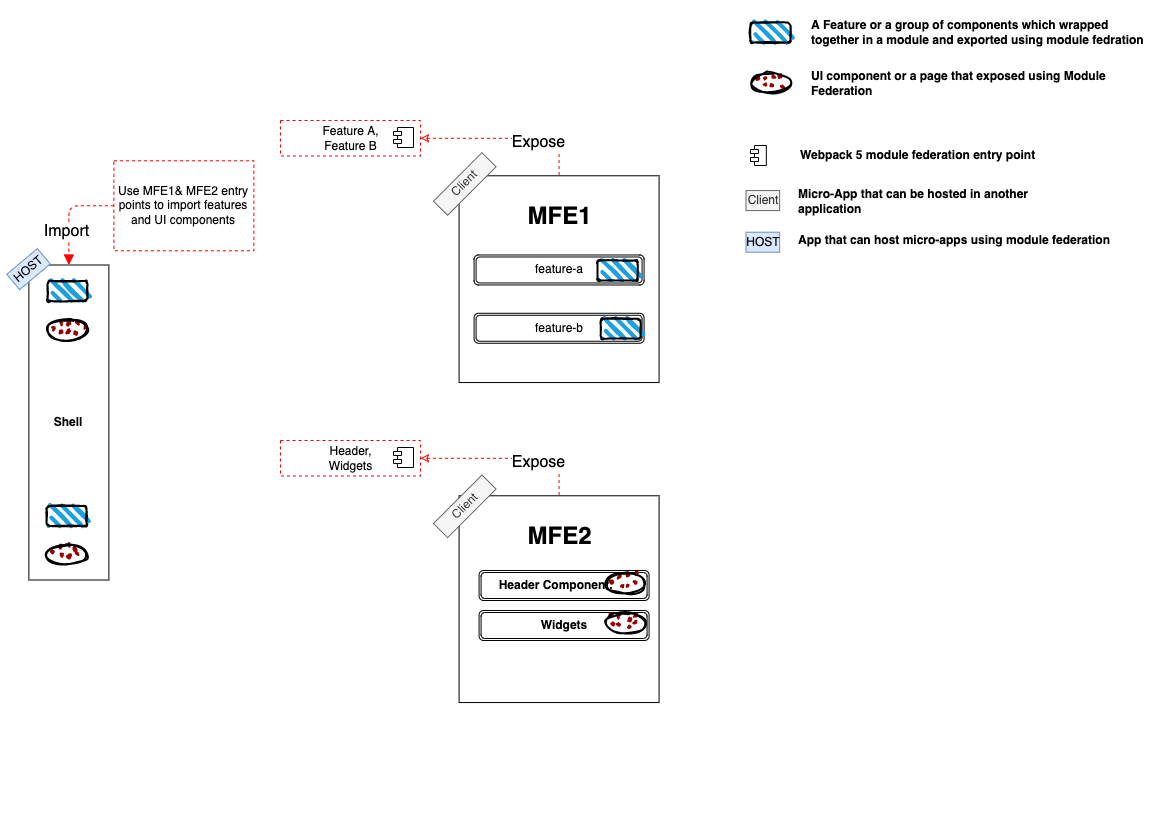 A Feature or a group of components which wrapped
together in a module and exported using module fedration
UI component or a page that exposed using Module
Federation
Webpack 5 module federation entry point
Client
Micro-App that can be hosted in another
application
HOST
App that can host micro-apps using module federation
Feature A,
Feature B
Expose
Client
MFE1
feature-a
feature-b
Use MFE1& MFE2 entry
points to import features
and UI components
Import
HOST
Shell
Header,
Widgets
Expose
Client
MFE2
Header Component
Widgets